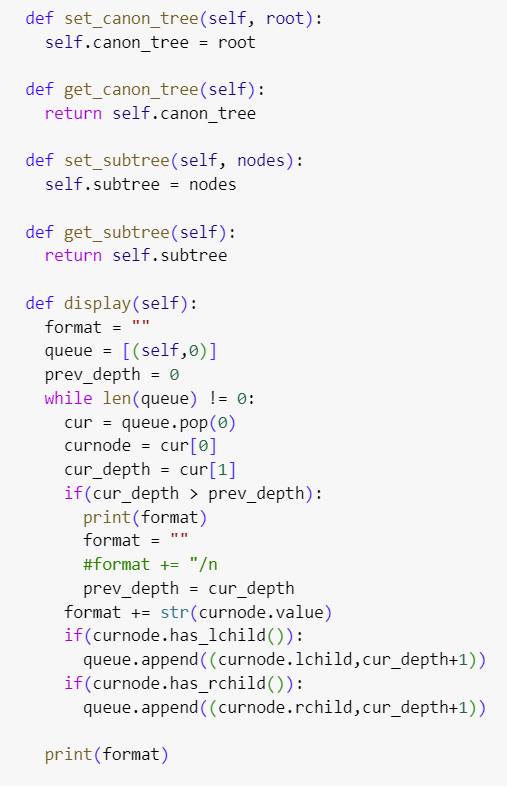 def set_canon_tree(self, root):
  self.canon_tree = root

def get_canon_tree(self):
  return self.canon_tree

def set_subtree(self, nodes):
  self.subtree = nodes

def get_subtree(self):
  return self.subtree

def display(self):
  format = ""
  queue = [(self,0)]
  prev_depth = 0
  while len(queue) != 0:
    cur = queue.pop(0)
    curnode = cur[0]
    cur_depth = cur[1]
    if(cur_depth > prev_depth):
      print(format)
      format = ""
      #format += "/n
      prev_depth = cur_depth
    format += str(curnode.value)
    if(curnode.has_lchild()):
      queue.append((curnode.lchild,cur_depth+1))
    if(curnode.has_rchild()):
      queue.append((curnode.rchild,cur_depth+1))

  print(format)